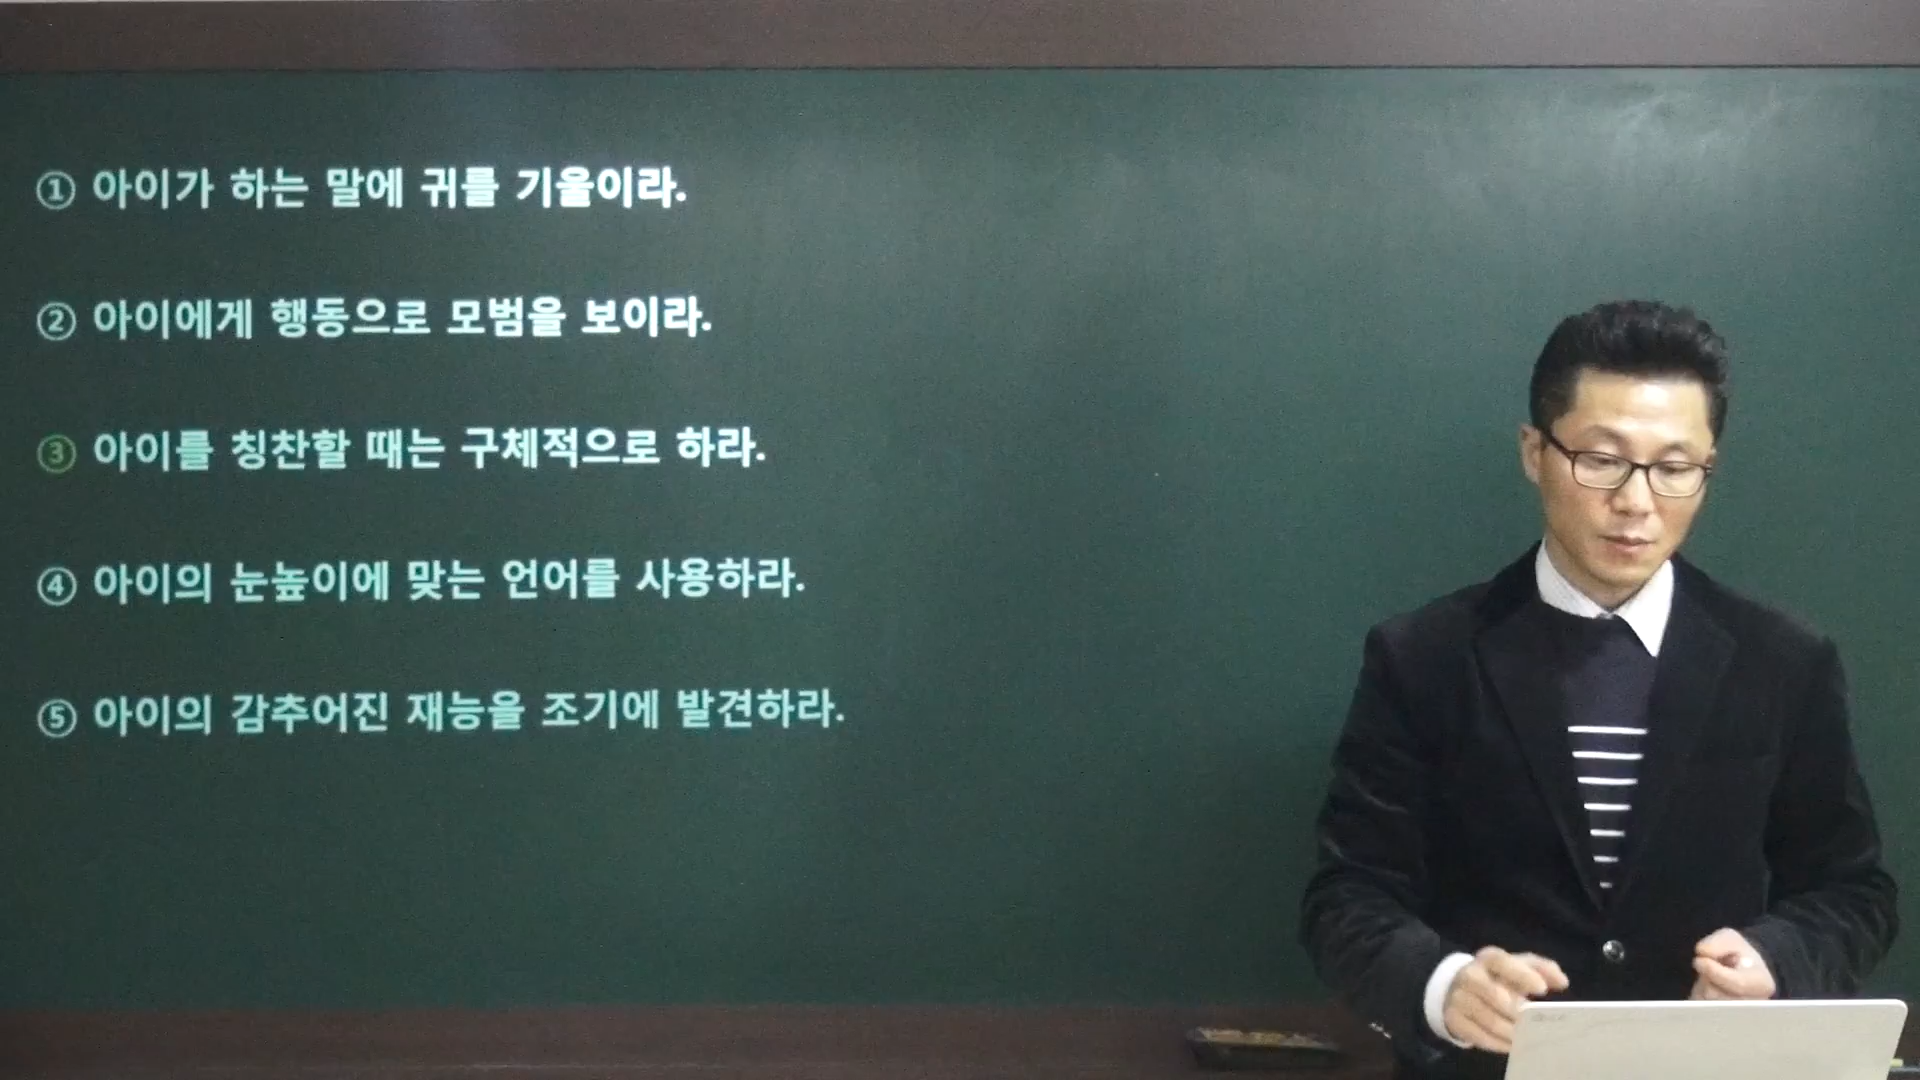 ① 아이가 하는 말에 귀를 기울이라.
② 아이에게 행동으로 모범을 보이라.
③ 아이를 칭찬할 때는 구체적으로 하라.
④ 아이의 눈높이에 맞는 언어를 사용하라.
⑤ 아이의 감추어진 재능을 조기에 발견하라.